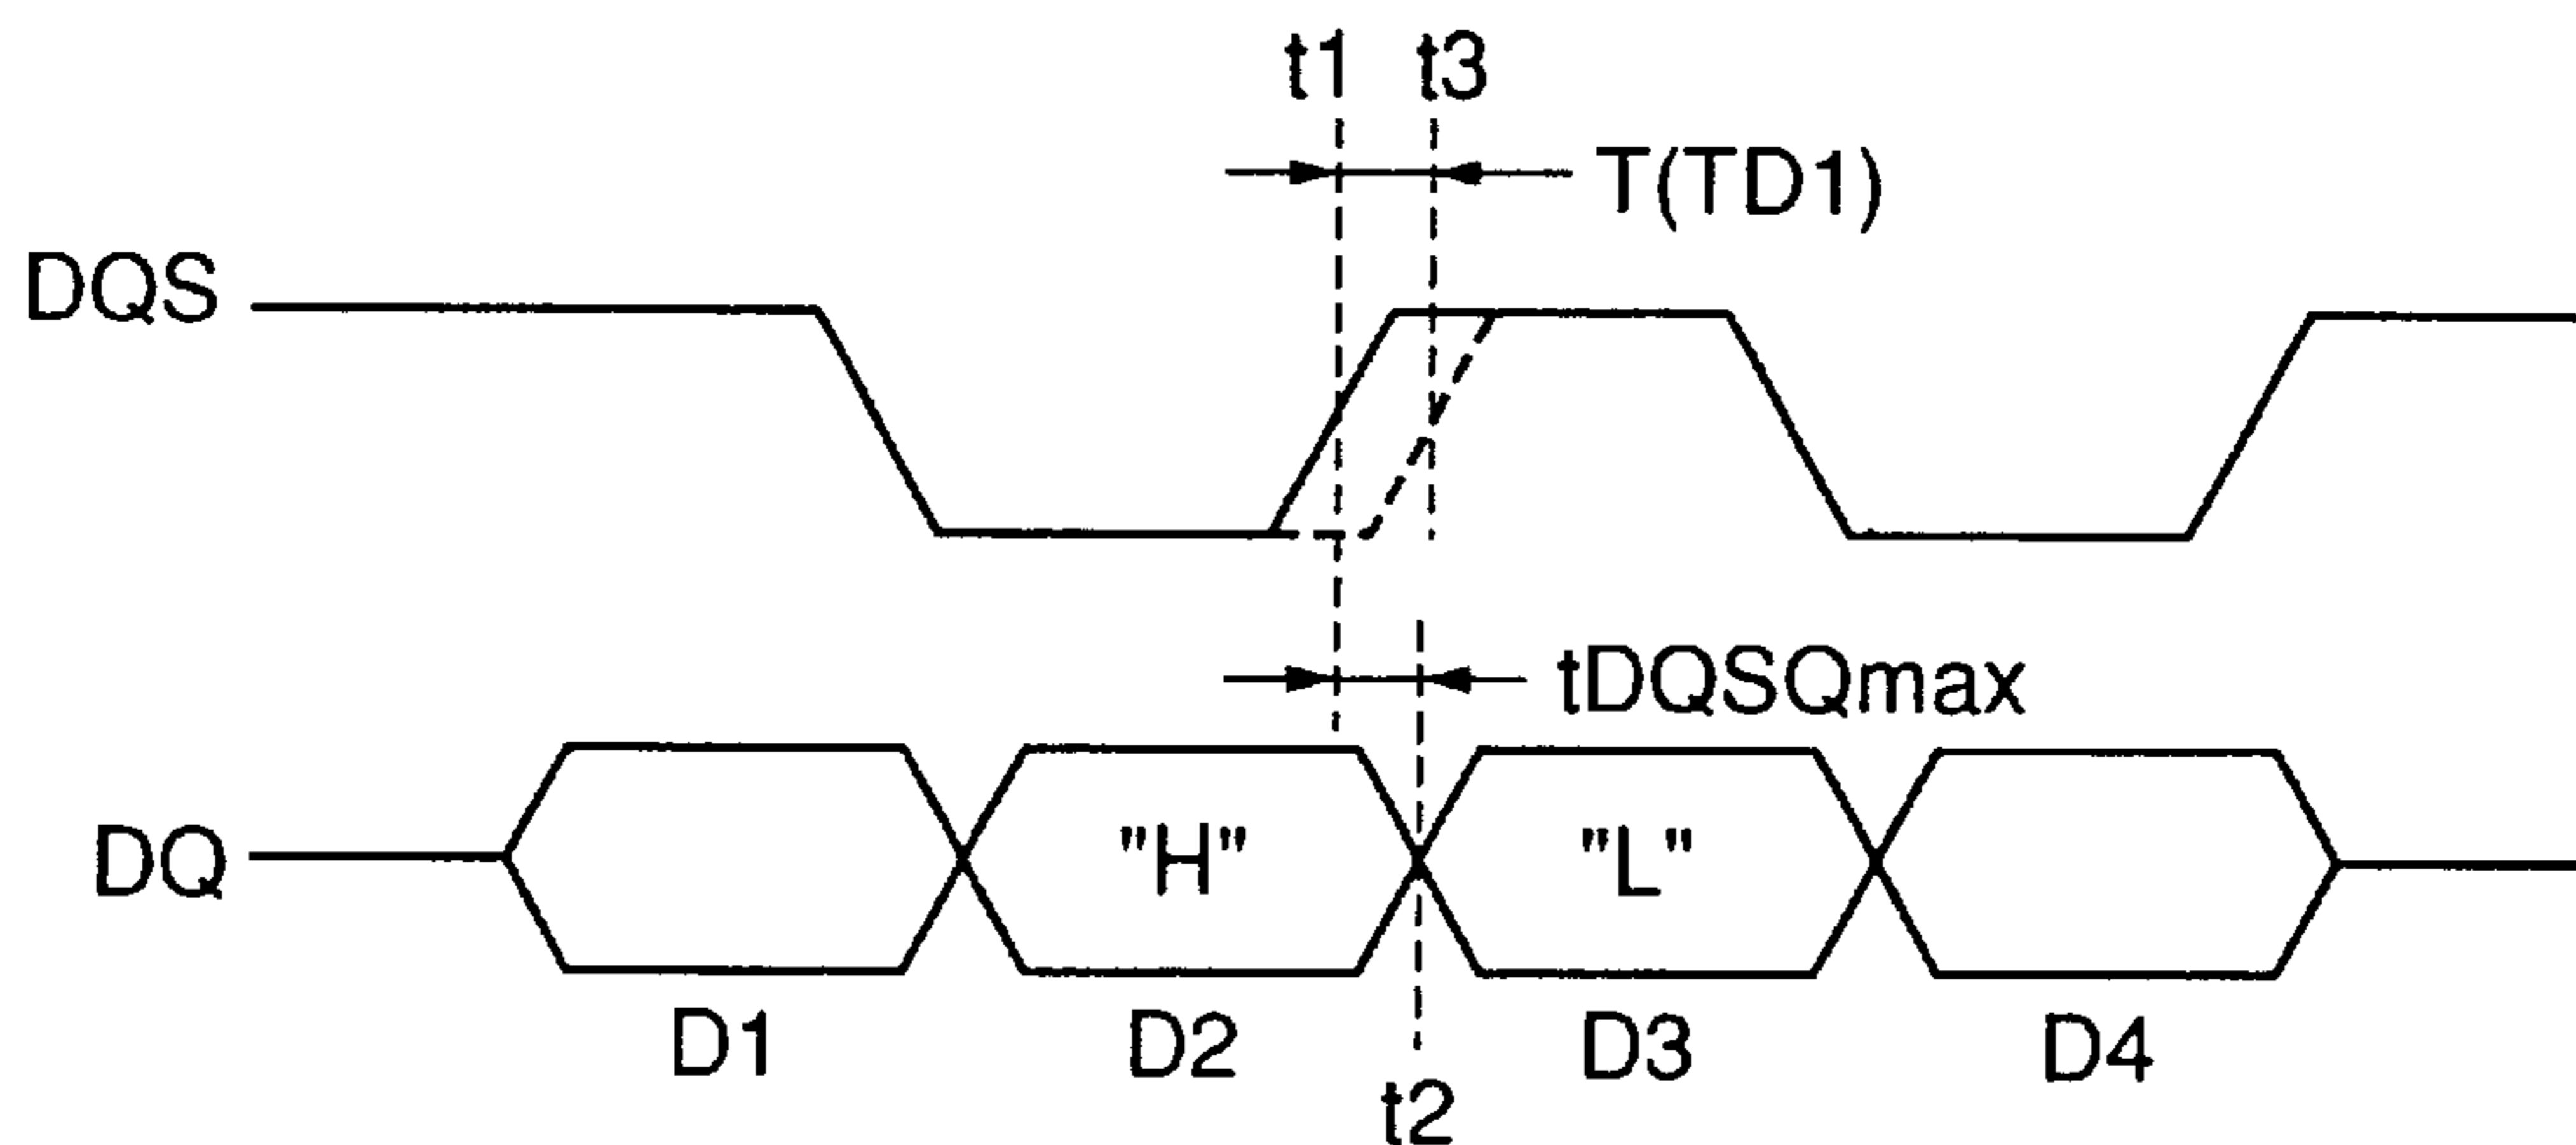 t1 t3
T(TD1)
DQS
tDQSQmax
DQ "H" "L"
D1 D2 D3 D4
t2